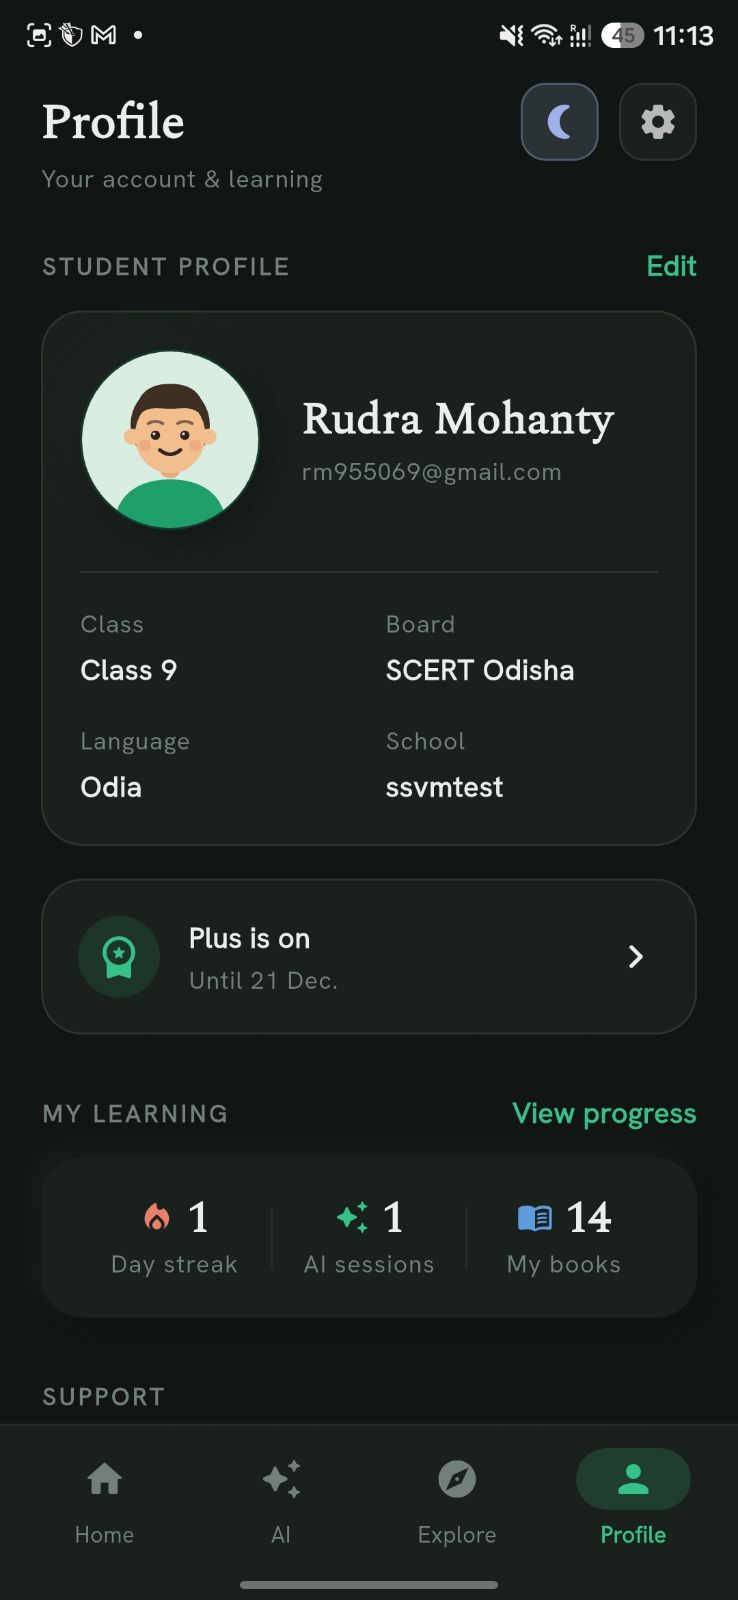 45 11:13
Profile
Your account & learning
STUDENT PROFILE Edit
Rudra Mohanty
rm955069@gmail.com
Class Board
Class 9 SCERT Odisha
Language School
Odia ssvmtest
Plus is on
Until 21 Dec.
MY LEARNING View progress
1 1 14
Day streak AI sessions My books
SUPPORT
Home AI Explore Profile